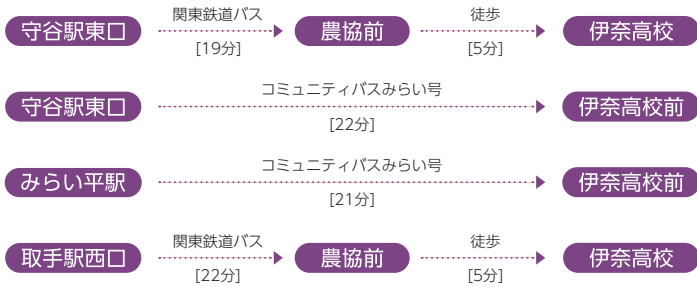 関東鉄道バス 徒歩
守谷駅東口 農協前 伊奈高校
[19分] [5分]
コミュニティバスみらい号
守谷駅東口 伊奈高校前
[22分]
コミュニティバスみらい号
みらい平駅 伊奈高校前
[21分]
関東鉄道バス 徒歩
取手駅西口 農協前 伊奈高校
[22分] [5分]